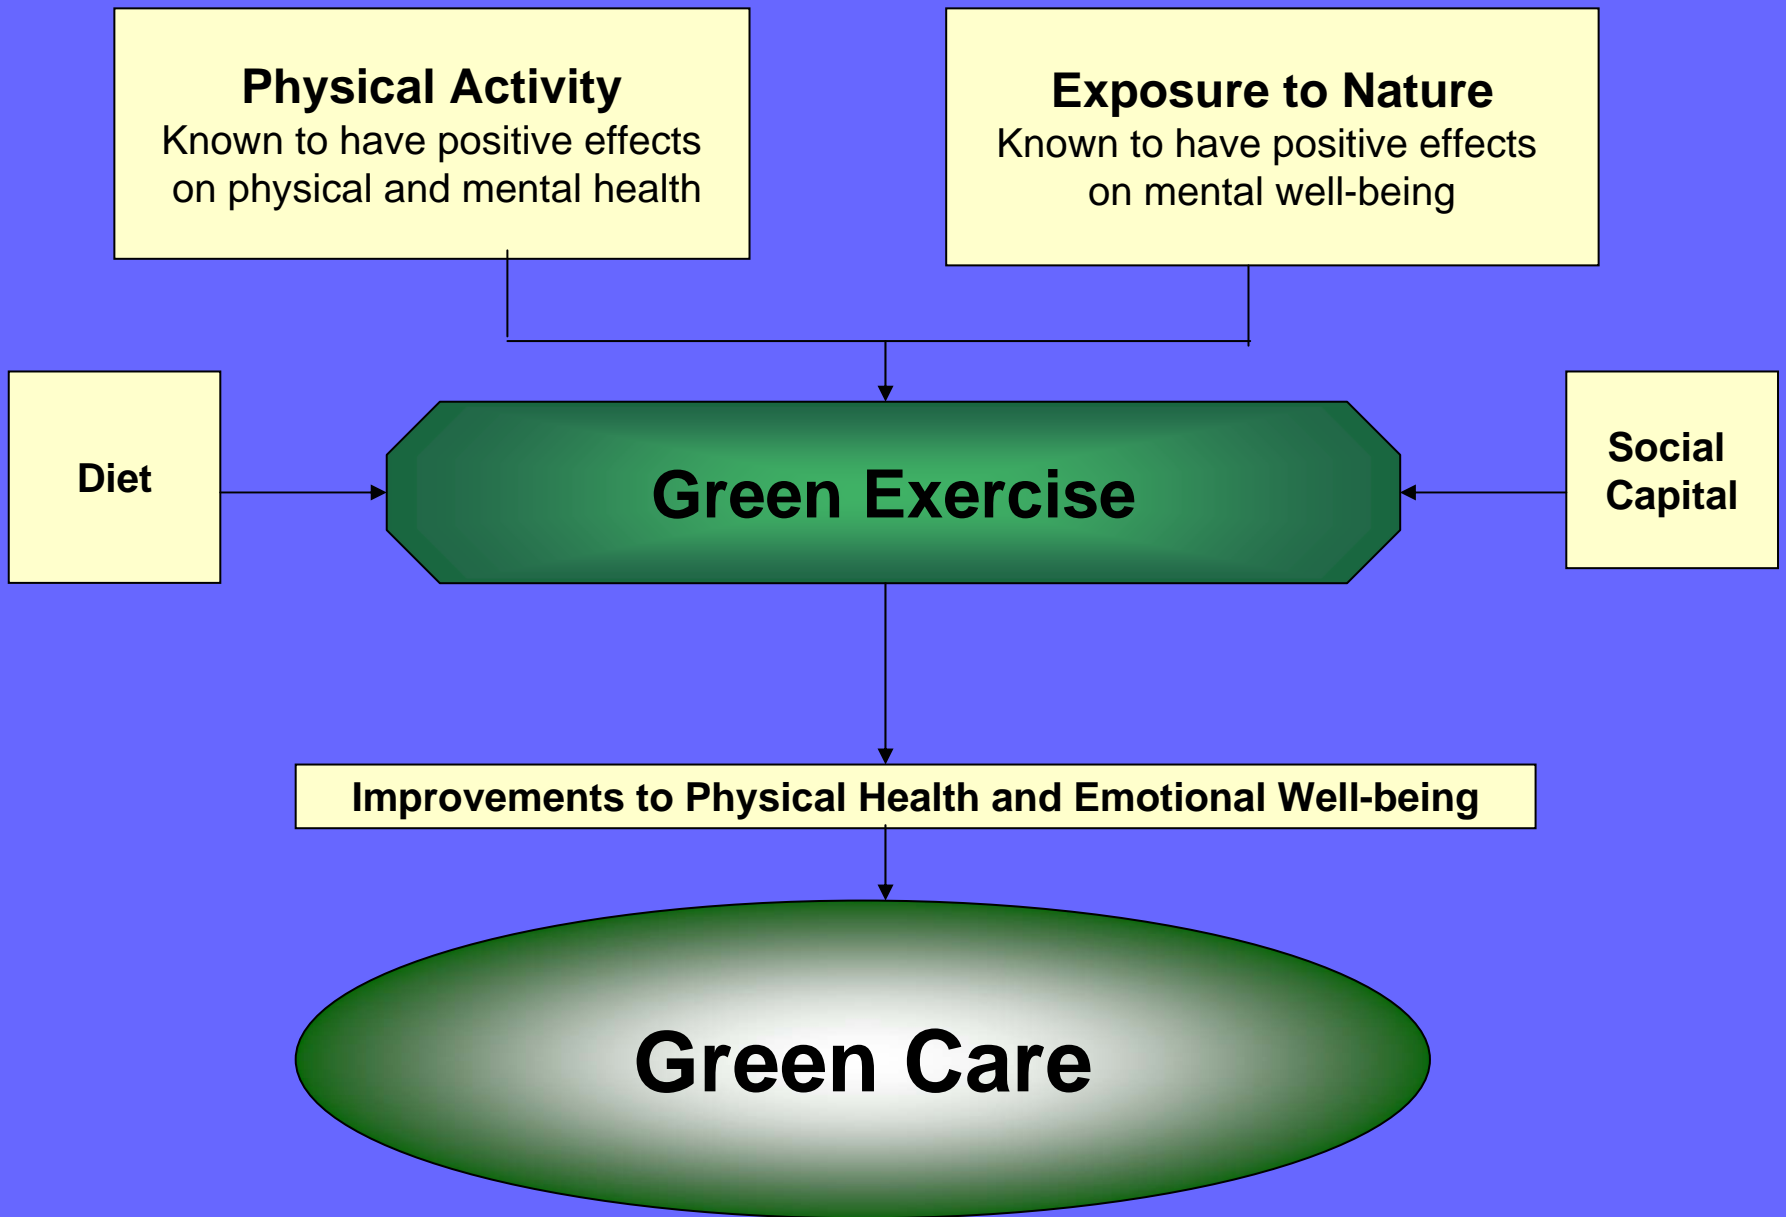 Physical Activity
Known to have positive effects
on physical and mental health
Exposure to Nature
Known to have positive effects
on mental well-being
Diet
Green Exercise
Social
Capital
Improvements to Physical Health and Emotional Well-being
Green Care